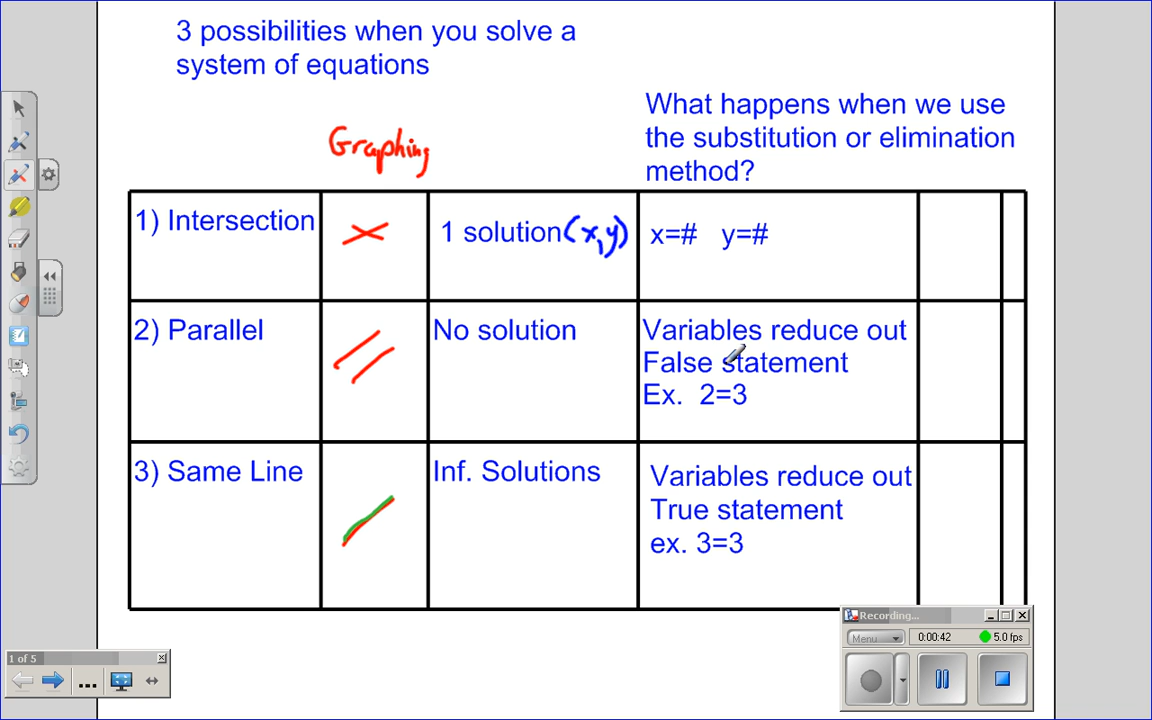 3 possibilities when you solve a
system of equations
What happens when we use
the substitution or elimination
method?
Graphing
1) Intersection
1 solution (x,y)
x=# y=#
2) Parallel
No solution
Variables reduce out
False statement
Ex. 2=3
3) Same Line
Inf. Solutions
Variables reduce out
True statement
ex. 3=3
Recording...
Menu
0:00:42
5.0 fps
1 of 5
...